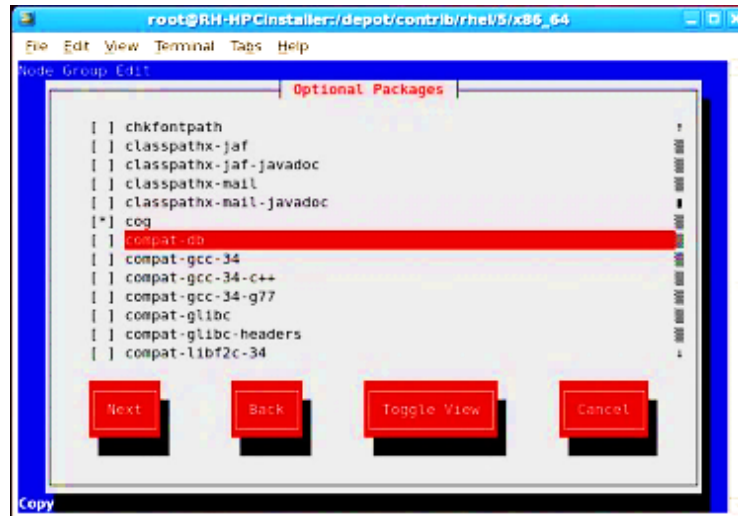 root@RH-HPCInstaller:/depot/contrib/rhel/5/x86_64
File Edit View Terminal Tabs Help
Node Group Edit
Optional Packages
[ ] chkfontpath
[ ] classpathx-jaf
[ ] classpathx-jaf-javadoc
[ ] classpathx-mail
[ ] classpathx-mail-javadoc
[*] cog
[ ] compat-db
[ ] compat-gcc-34
[ ] compat-gcc-34-c++
[ ] compat-gcc-34-g77
[ ] compat-glibc
[ ] compat-glibc-headers
[ ] compat-libf2c-34
Next Back Toggle View Cancel
Copy